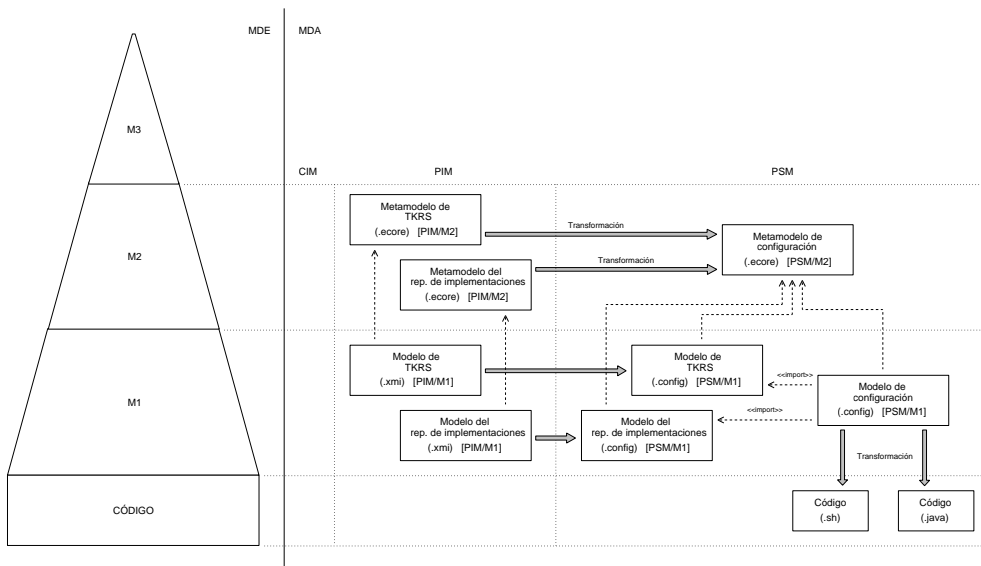 MDE
MDA
M3
CIM
PIM
PSM
Metamodelo de
TKRS
(.ecore) [PIM/M2]
Transformación
Metamodelo de
configuración
(.ecore) [PSM/M2]
M2
Metamodelo del
rep. de implementaciones
(.ecore) [PIM/M2]
Transformación
Modelo de
TKRS
(.xmi) [PIM/M1]
Modelo de
TKRS
(.config) [PSM/M1]
<<import>>
Modelo de
configuración
(.config) [PSM/M1]
M1
Modelo del
rep. de implementaciones
(.xmi) [PIM/M1]
Modelo del
rep. de implementaciones
(.config) [PSM/M1]
<<import>>
Transformación
CÓDIGO
Código
(.sh)
Código
(.java)